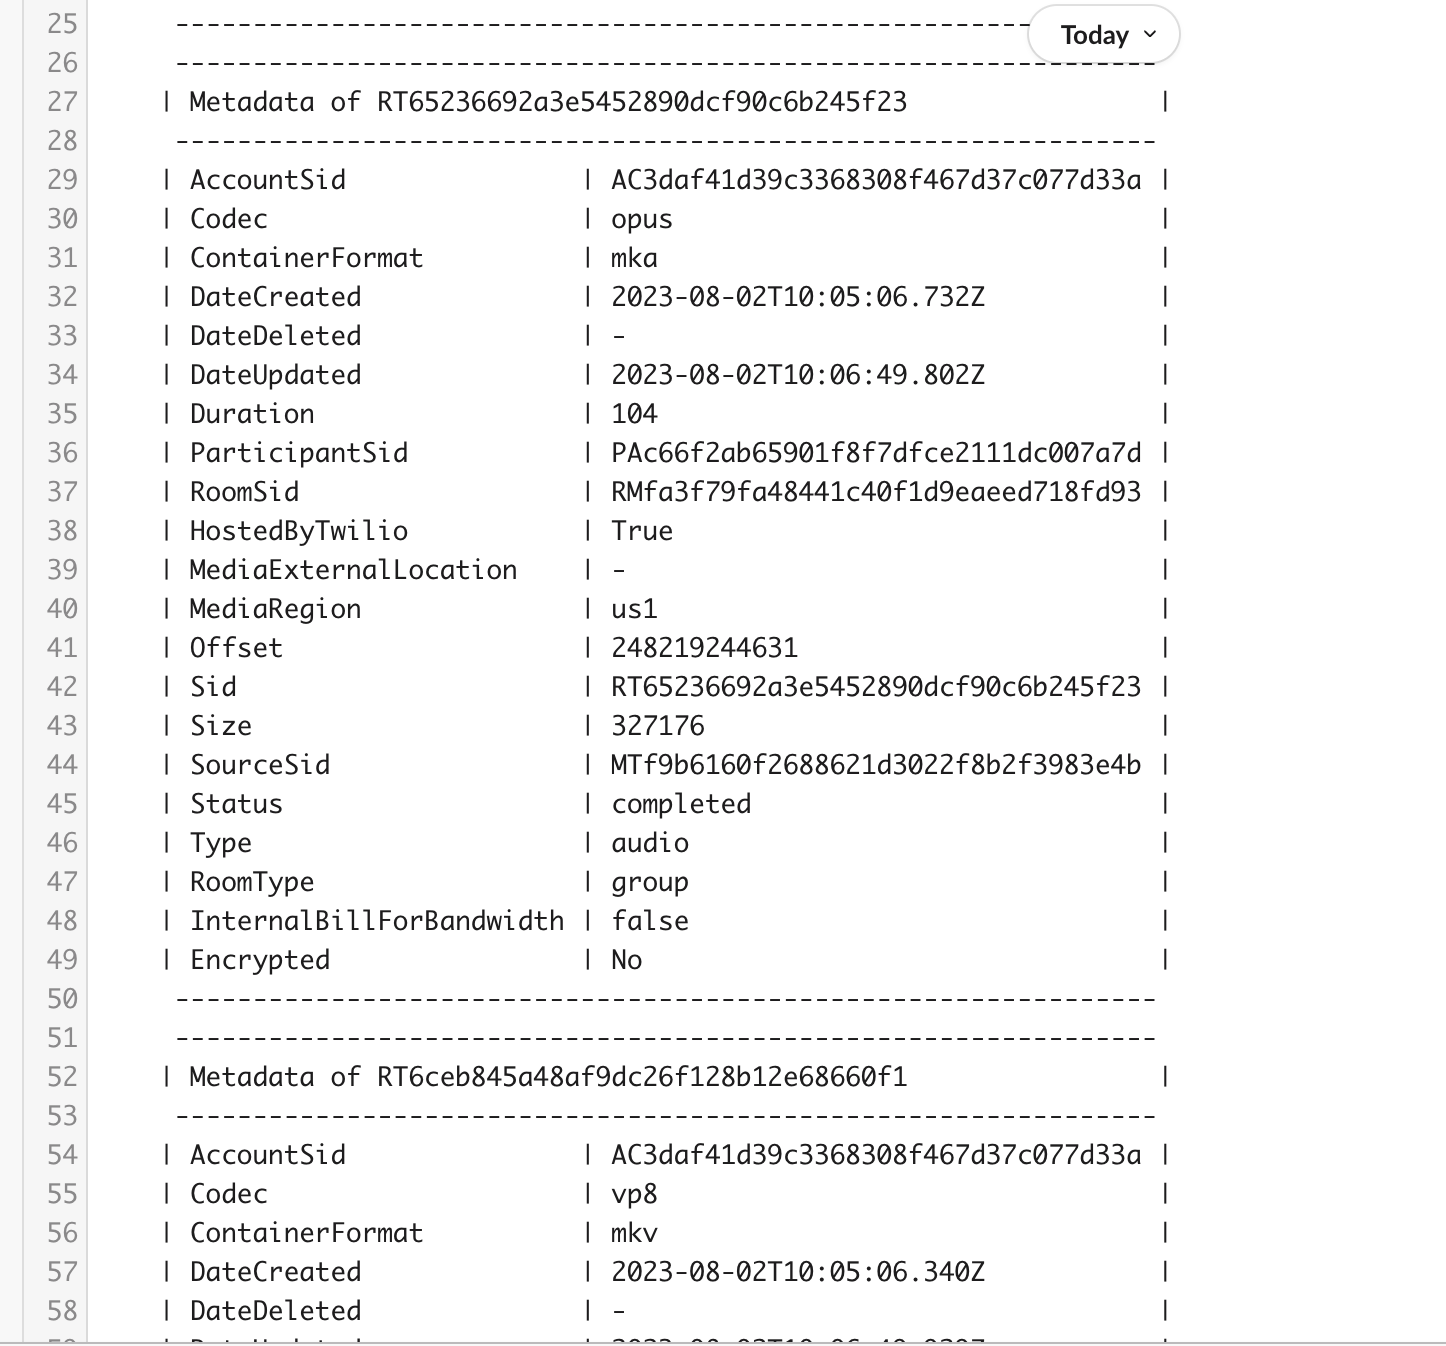 25 ---------------------------------------------------------------
Today
26 ---------------------------------------------------------------
27 | Metadata of RT65236692a3e5452890dcf90c6b245f23 |
28 ---------------------------------------------------------------
29 | AccountSid | AC3daf41d39c3368308f467d37c077d33a |
30 | Codec | opus |
31 | ContainerFormat | mka |
32 | DateCreated | 2023-08-02T10:05:06.732Z |
33 | DateDeleted | - |
34 | DateUpdated | 2023-08-02T10:06:49.802Z |
35 | Duration | 104 |
36 | ParticipantSid | PAc66f2ab65901f8f7dfce2111dc007a7d |
37 | RoomSid | RMfa3f79fa48441c40f1d9eaeed718fd93 |
38 | HostedByTwilio | True |
39 | MediaExternalLocation | - |
40 | MediaRegion | us1 |
41 | Offset | 248219244631 |
42 | Sid | RT65236692a3e5452890dcf90c6b245f23 |
43 | Size | 327176 |
44 | SourceSid | MTf9b6160f2688621d3022f8b2f3983e4b |
45 | Status | completed |
46 | Type | audio |
47 | RoomType | group |
48 | InternalBillForBandwidth | false |
49 | Encrypted | No |
50 ---------------------------------------------------------------
51 ---------------------------------------------------------------
52 | Metadata of RT6ceb845a48af9dc26f128b12e68660f1 |
53 ---------------------------------------------------------------
54 | AccountSid | AC3daf41d39c3368308f467d37c077d33a |
55 | Codec | vp8 |
56 | ContainerFormat | mkv |
57 | DateCreated | 2023-08-02T10:05:06.340Z |
58 | DateDeleted | - |